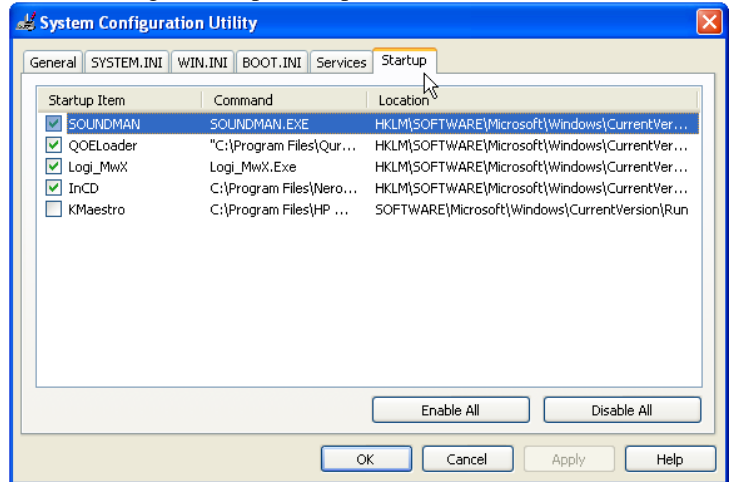 System Configuration Utility
General SYSTEM.INI WIN.INI BOOT.INI Services Startup
Startup Item Command Location
SOUNDMAN SOUNDMAN.EXE HKLM\SOFTWARE\Microsoft\Windows\CurrentVer...
QOELoader "C:\Program Files\Qur... HKLM\SOFTWARE\Microsoft\Windows\CurrentVer...
Logi_MwX Logi_MwX.Exe HKLM\SOFTWARE\Microsoft\Windows\CurrentVer...
InCD C:\Program Files\Nero... HKLM\SOFTWARE\Microsoft\Windows\CurrentVer...
KMaestro C:\Program Files\HP ... SOFTWARE\Microsoft\Windows\CurrentVersion\Run
Enable All Disable All
OK Cancel Apply Help